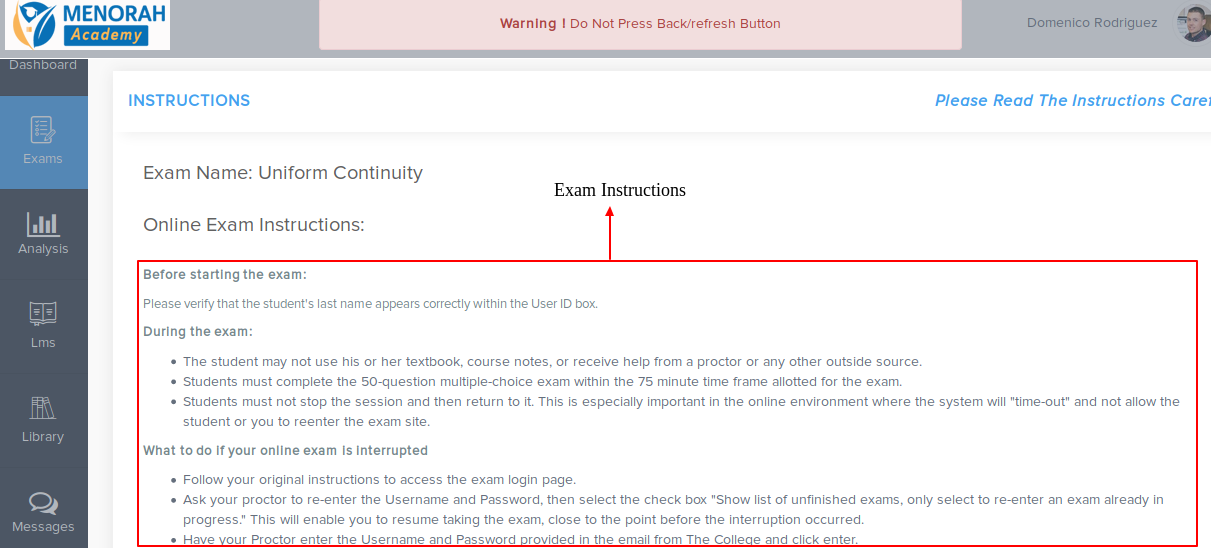 MENORAH
Academy
Warning ! Do Not Press Back/refresh Button
Domenico Rodriguez
Dashboard
INSTRUCTIONS
Please Read The Instructions
Exams
Exam Name: Uniform Continuity
Exam Instructions
Online Exam Instructions:
Analysis
Before starting the exam:
Please verify that the student's last name appears correctly within the User ID box.
During the exam:
Lms
The student may not use his or her textbook, course notes, or receive help from a proctor or any other outside source.
Students must complete the 50-question multiple-choice exam within the 75 minute time frame allotted for the exam.
Students must not stop the session and then return to it. This is especially important in the online environment where the system will "time-out" and not allow the
student or you to reenter the exam site.
Library
What to do if your online exam is interrupted
Follow your original instructions to access the exam login page.
Ask your proctor to re-enter the Username and Password, then select the check box "Show list of unfinished exams, only select to re-enter an exam already in
progress." This will enable you to resume taking the exam, close to the point before the interruption occurred.
Messages
Have your Proctor enter the Username and Password provided in the email from The College and click enter.